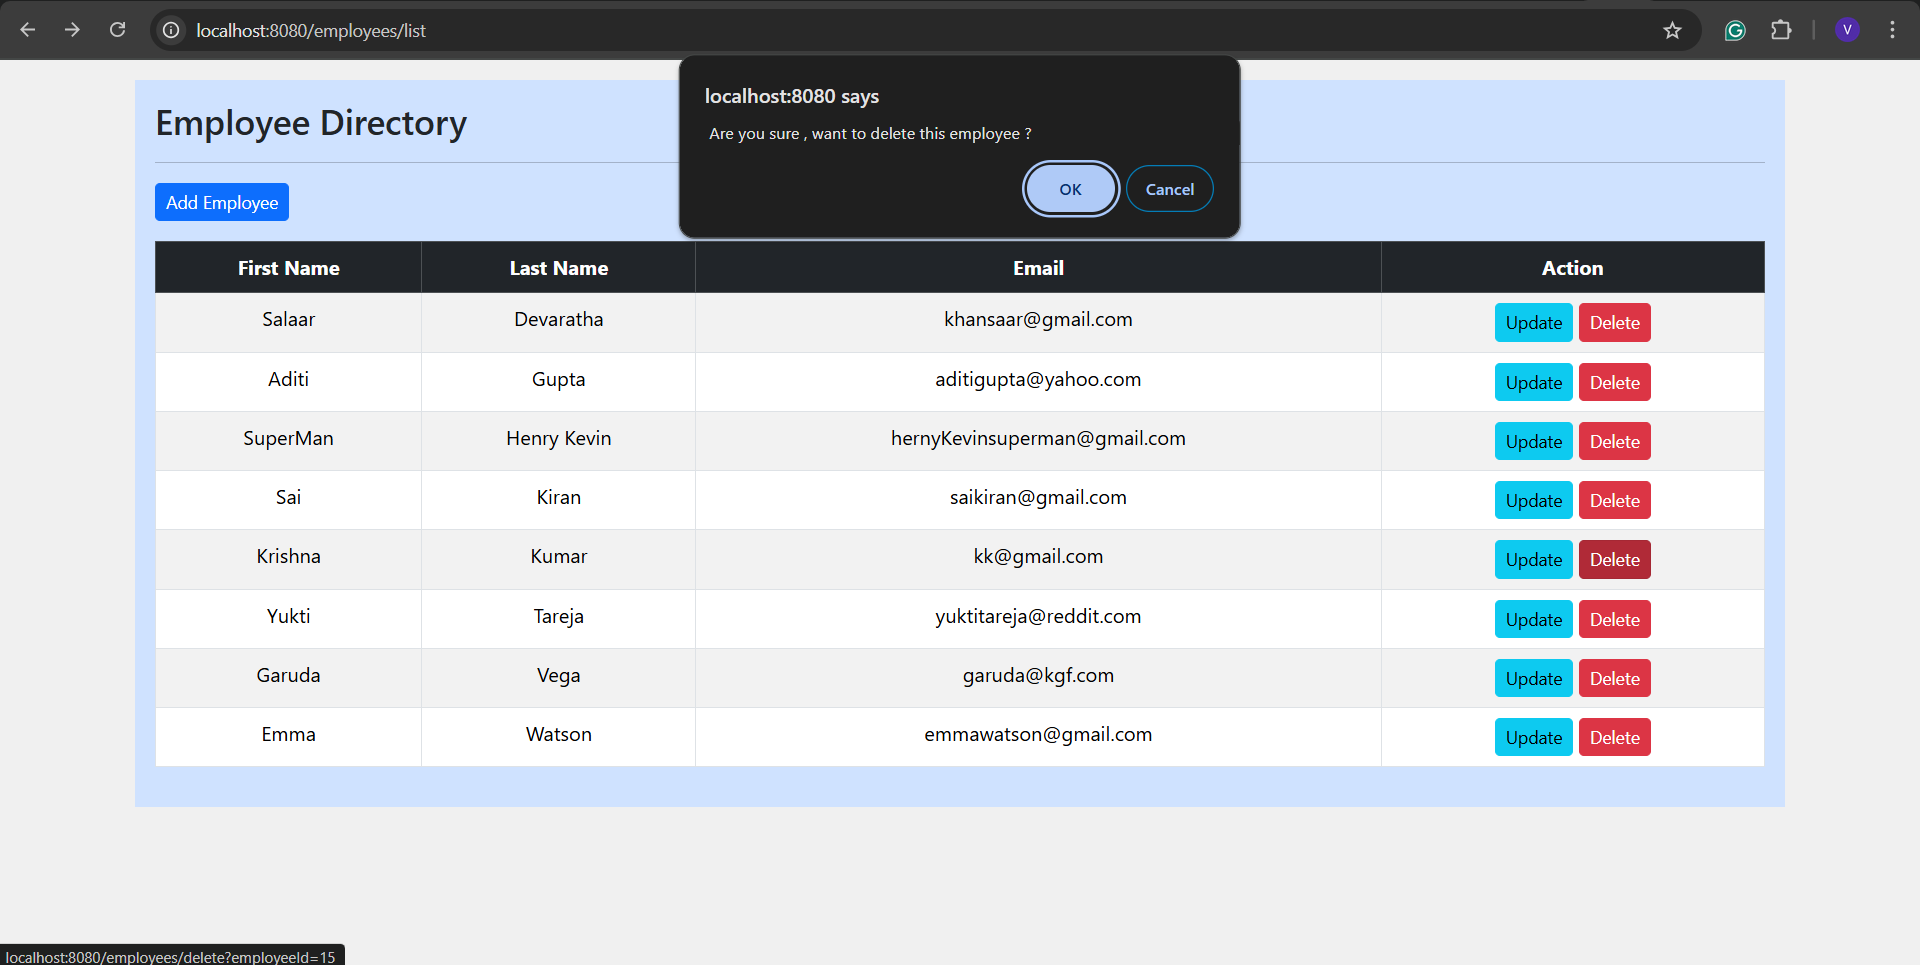 localhost:8080/employees/list
V
localhost:8080 says
Are you sure , want to delete this employee ?
OK Cancel
Employee Directory
Add Employee
First Name Last Name Email Action
Salaar Devaratha khansaar@gmail.com Update Delete
Aditi Gupta aditigupta@yahoo.com Update Delete
SuperMan Henry Kevin hernyKevinsuperman@gmail.com Update Delete
Sai Kiran saikiran@gmail.com Update Delete
Krishna Kumar kk@gmail.com Update Delete
Yukti Tareja yuktitareja@reddit.com Update Delete
Garuda Vega garuda@kgf.com Update Delete
Emma Watson emmawatson@gmail.com Update Delete
localhost:8080/employees/delete?employeeId=15